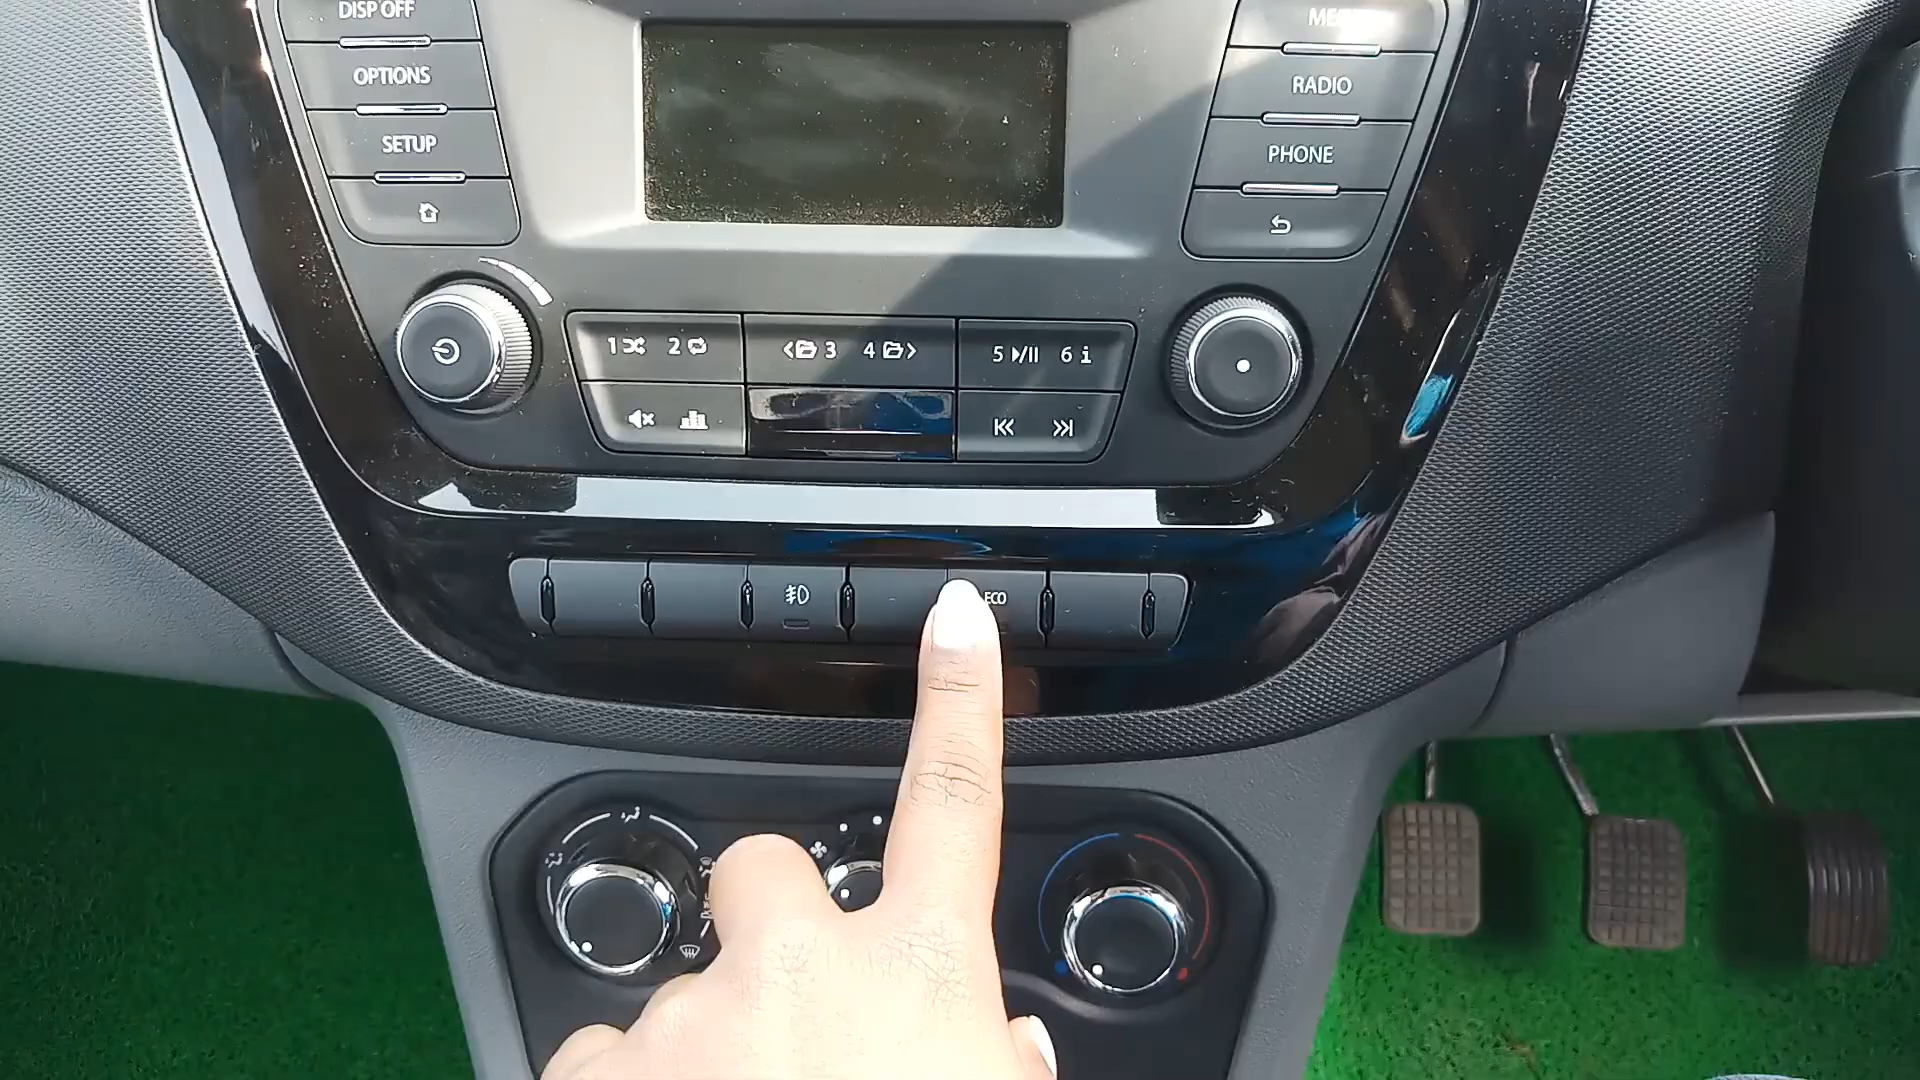 DISP OFF
OPTIONS
SETUP
RADIO
PHONE
1 2
3 4
5 6 i
ECO